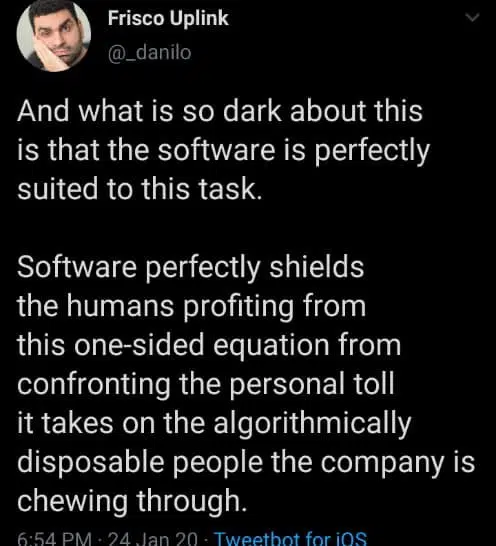 Frisco Uplink
@_danilo
And what is so dark about this
is that the software is perfectly
suited to this task.
Software perfectly shields
the humans profiting from
this one-sided equation from
confronting the personal toll
it takes on the algorithmically
disposable people the company is
chewing through.
6:54 PM · 24 Jan 20 · Tweetbot for iOS